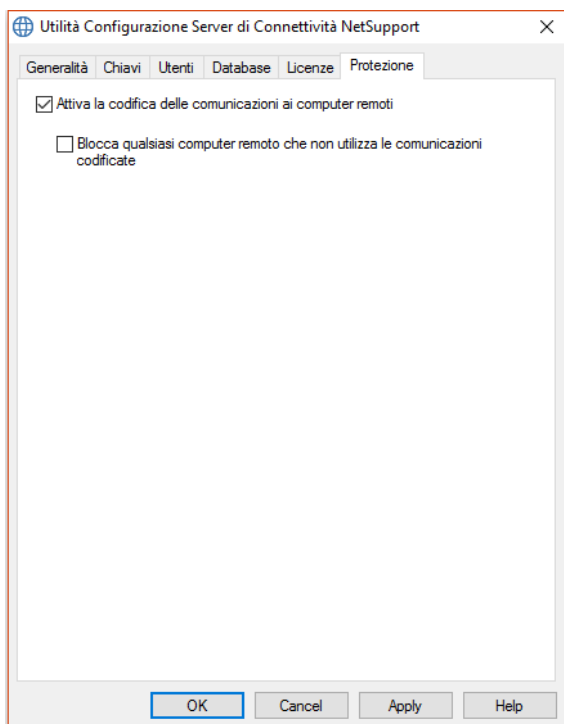 Utilità Configurazione Server di Connettività NetSupport
Generalità Chiavi Utenti Database Licenze Protezione
Attiva la codifica delle comunicazioni ai computer remoti
Blocca qualsiasi computer remoto che non utilizza le comunicazioni
codificate
OK Cancel Apply Help